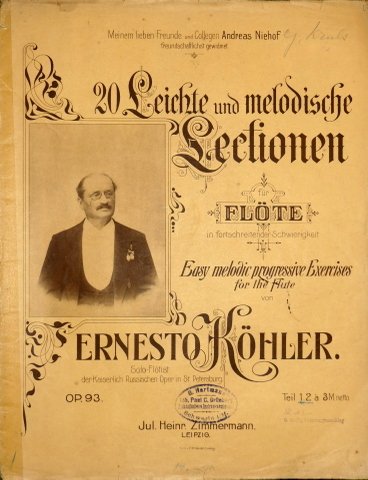 Meinem lieben Freunde und Collegen Andreas Niehof
freundschaftlichst gewidmet
20 Leichte und melodische
Lectionen
für
FLÖTE
in fortschreitender Schwierigkeit
Easy melodic progressive Exercises
for the Flute
von
ERNESTO KÖHLER.
Solo-Flötist
der Kaiserlich Russischen Oper in St Petersburg.
OP. 93.
Teil 1.2 à 3 M netto.
Jul. Heinr. Zimmermann.
LEIPZIG.